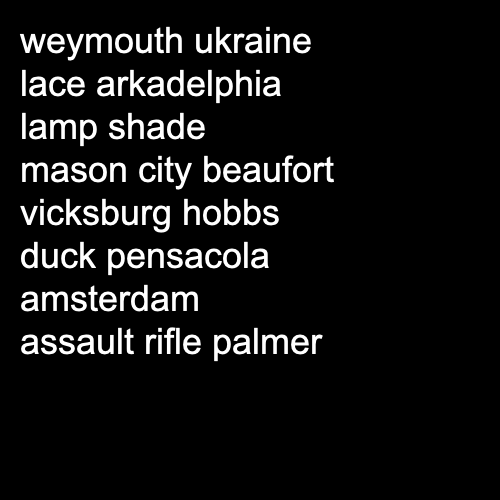 weymouth ukraine
lace arkadelphia
lamp shade
mason city beaufort
vicksburg hobbs
duck pensacola
amsterdam
assault rifle palmer